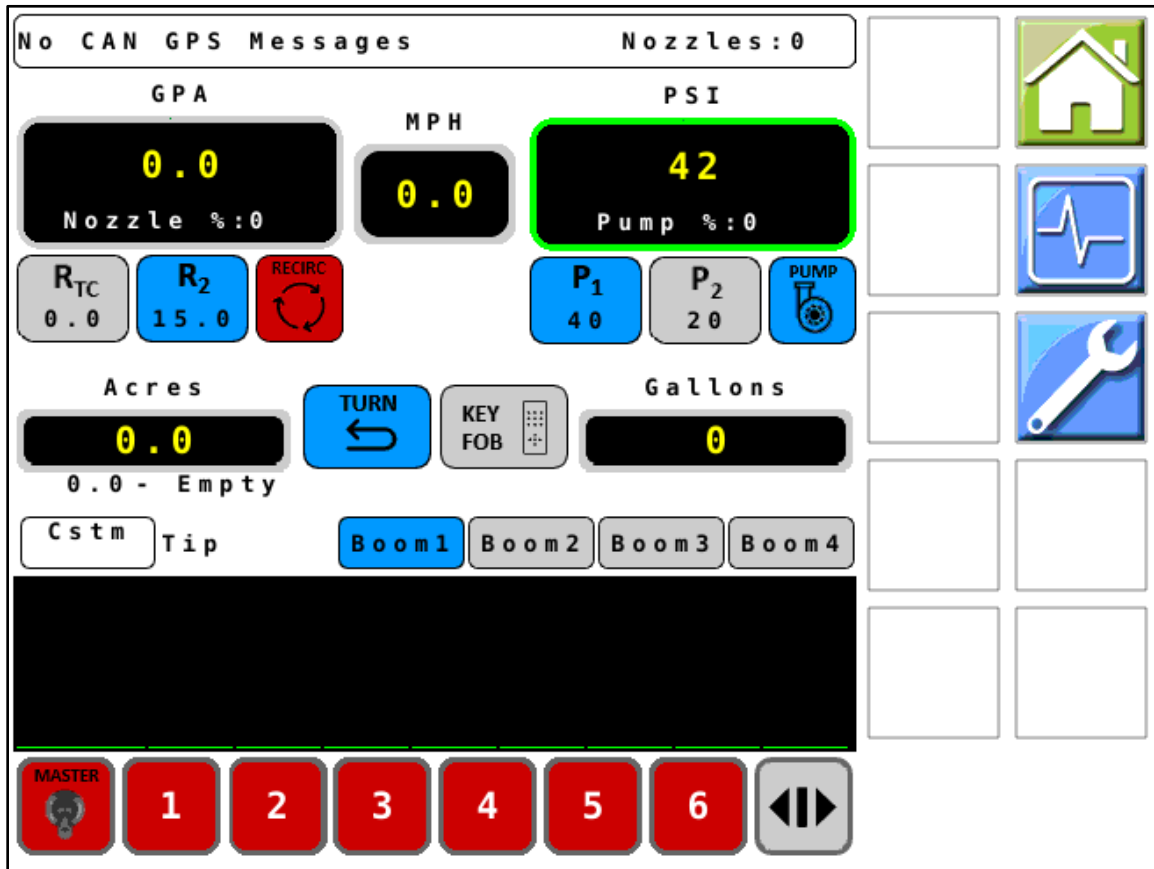 No CAN GPS Messages Nozzles:0
GPA
MPH
PSI
0.0
Nozzle %:0
0.0
42
Pump %:0
RTC
0.0
R2
15.0
RECIRC
P1
40
P2
20
PUMP
Acres
0.0
0.0- Empty
TURN
KEY
FOB
Gallons
0
Cstm Tip
Boom1 Boom2 Boom3 Boom4
MASTER
1 2 3 4 5 6